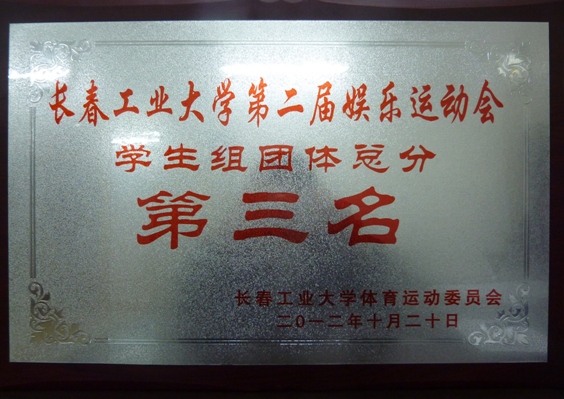 长春工业大学第二届娱乐运动会
学生组团体总分
第三名
长春工业大学体育运动委员会
二〇一二年十月二十日